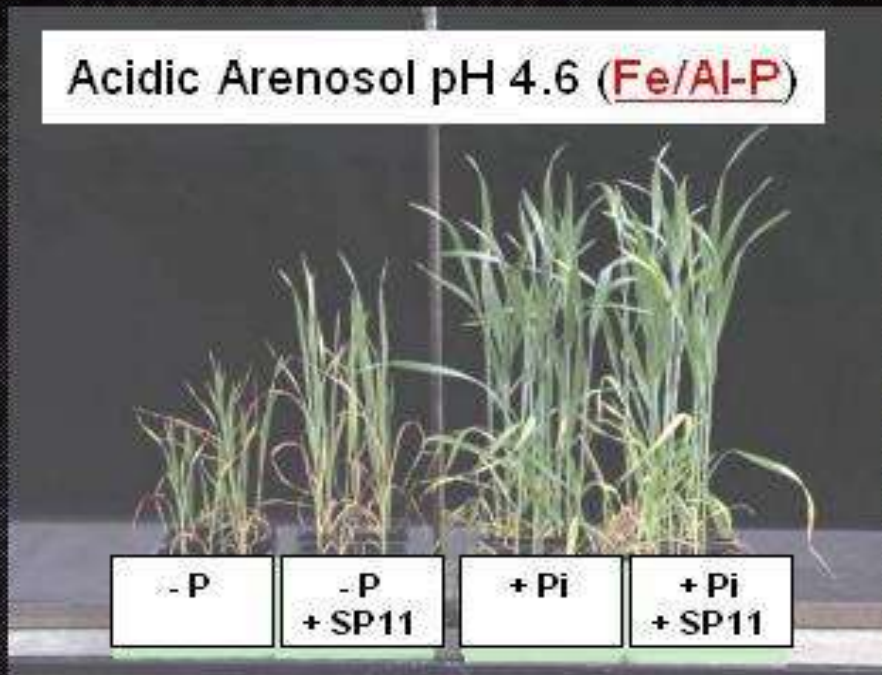 Acidic Arenosol pH 4.6 (Fe/Al-P)
- P
- P
+ SP11
+ Pi
+ Pi
+ SP11